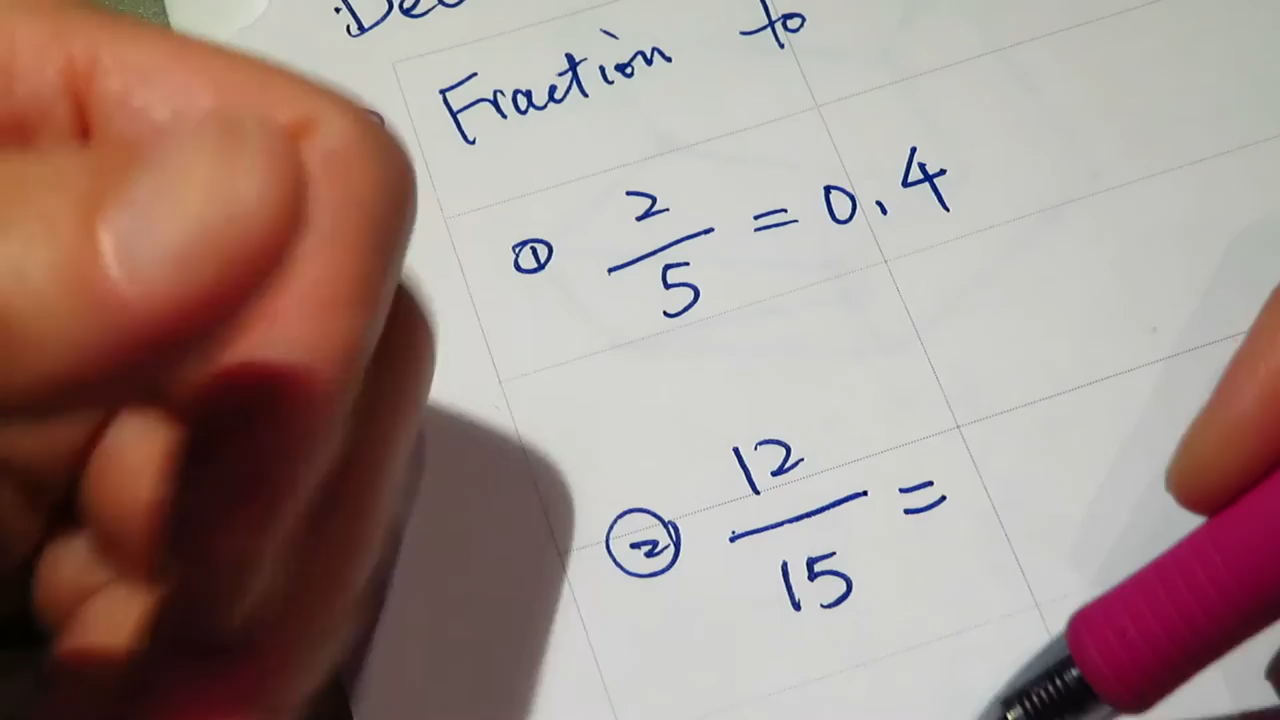 Fraction to
① 2/5 = 0.4
② 12/15 =